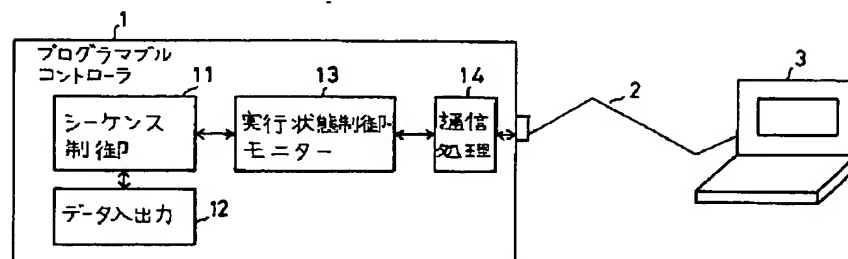 1
プログラマブル
コントローラ
11
シーケンス
制御
13
実行状態制御・
モニター
14
通信
処理
データ入出力
12
2
3